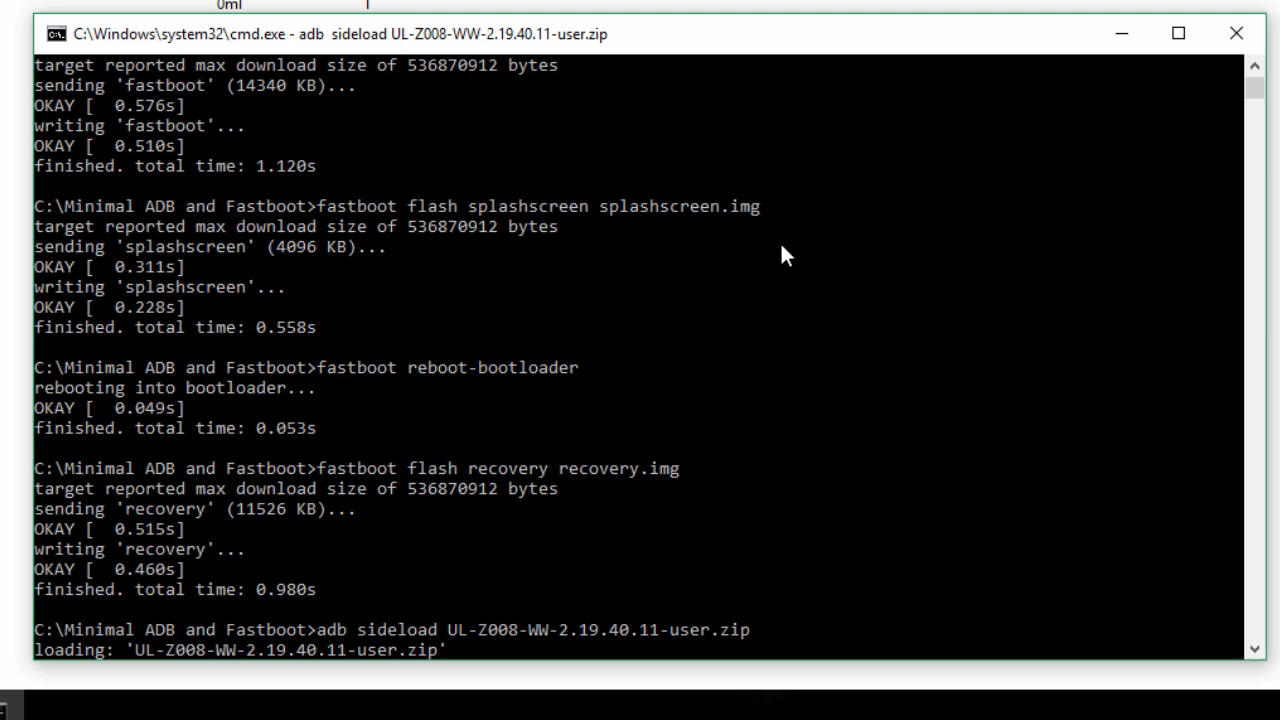 0ml
C:\Windows\system32\cmd.exe - adb  sideload UL-Z008-WW-2.19.40.11-user.zip
target reported max download size of 536870912 bytes
sending 'fastboot' (14340 KB)...
OKAY [  0.576s]
writing 'fastboot'...
OKAY [  0.510s]
finished. total time: 1.120s
C:\Minimal ADB and Fastboot>fastboot flash splashscreen splashscreen.img
target reported max download size of 536870912 bytes
sending 'splashscreen' (4096 KB)...
OKAY [  0.311s]
writing 'splashscreen'...
OKAY [  0.228s]
finished. total time: 0.558s
C:\Minimal ADB and Fastboot>fastboot reboot-bootloader
rebooting into bootloader...
OKAY [  0.049s]
finished. total time: 0.053s
C:\Minimal ADB and Fastboot>fastboot flash recovery recovery.img
target reported max download size of 536870912 bytes
sending 'recovery' (11526 KB)...
OKAY [  0.515s]
writing 'recovery'...
OKAY [  0.460s]
finished. total time: 0.980s
C:\Minimal ADB and Fastboot>adb sideload UL-Z008-WW-2.19.40.11-user.zip
loading: 'UL-Z008-WW-2.19.40.11-user.zip'